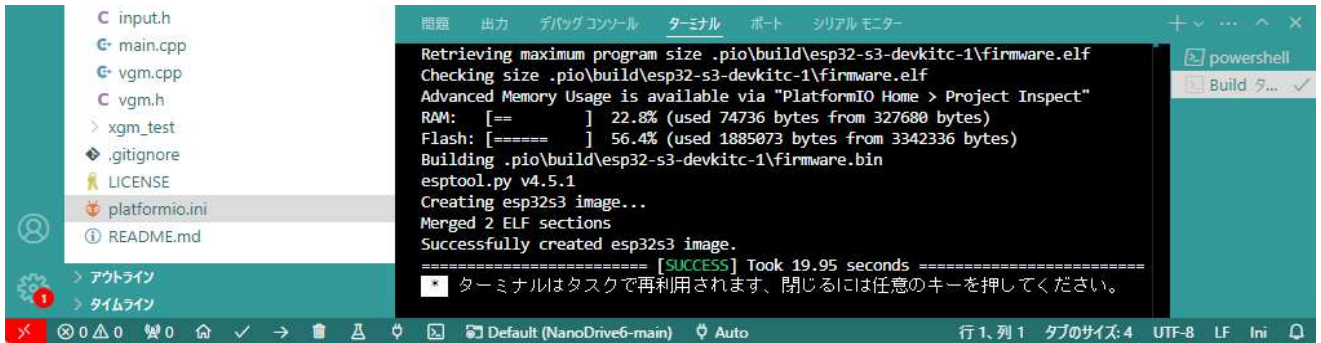 input.h
main.cpp
vgm.cpp
vgm.h
xgm_test
.gitignore
LICENSE
platformio.ini
README.md
アウトライン
タイムライン
1
問題 出力 デバッグ コンソール ターミナル ポート シリアル モニター
Retrieving maximum program size .pio\build\esp32-s3-devkitc-1\firmware.elf
Checking size .pio\build\esp32-s3-devkitc-1\firmware.elf
Advanced Memory Usage is available via "PlatformIO Home > Project Inspect"
RAM: [== ] 22.8% (used 74736 bytes from 327680 bytes)
Flash: [====== ] 56.4% (used 1885073 bytes from 3342336 bytes)
Building .pio\build\esp32-s3-devkitc-1\firmware.bin
esptool.py v4.5.1
Creating esp32s3 image...
Merged 2 ELF sections
Successfully created esp32s3 image.
========================= [SUCCESS] Took 19.95 seconds =========================
* ターミナルはタスクで再利用されます、閉じるには任意のキーを押してください。
powershell
Build タ...
0 0 0 Default (NanoDrive6-main) Auto 行 1、列 1 タブのサイズ: 4 UTF-8 LF Ini